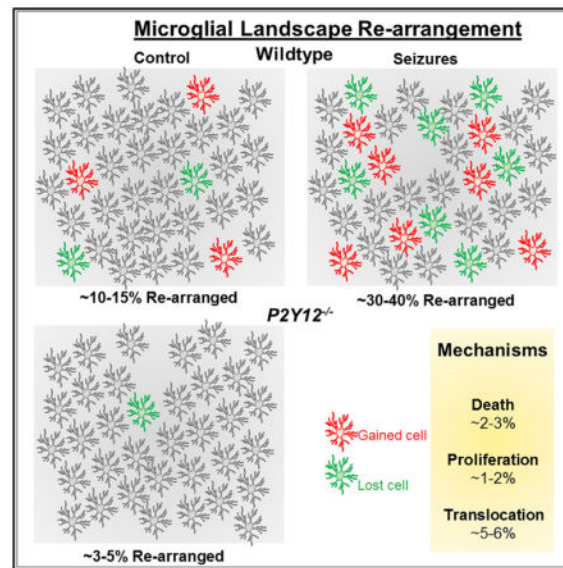 Microglial Landscape Re-arrangement
Wildtype
Control
Seizures
~10-15% Re-arranged
~30-40% Re-arranged
P2Y12-/-
Mechanisms
Death
~2-3%
Proliferation
~1-2%
Translocation
~5-6%
Gained cell
Lost cell
~3-5% Re-arranged